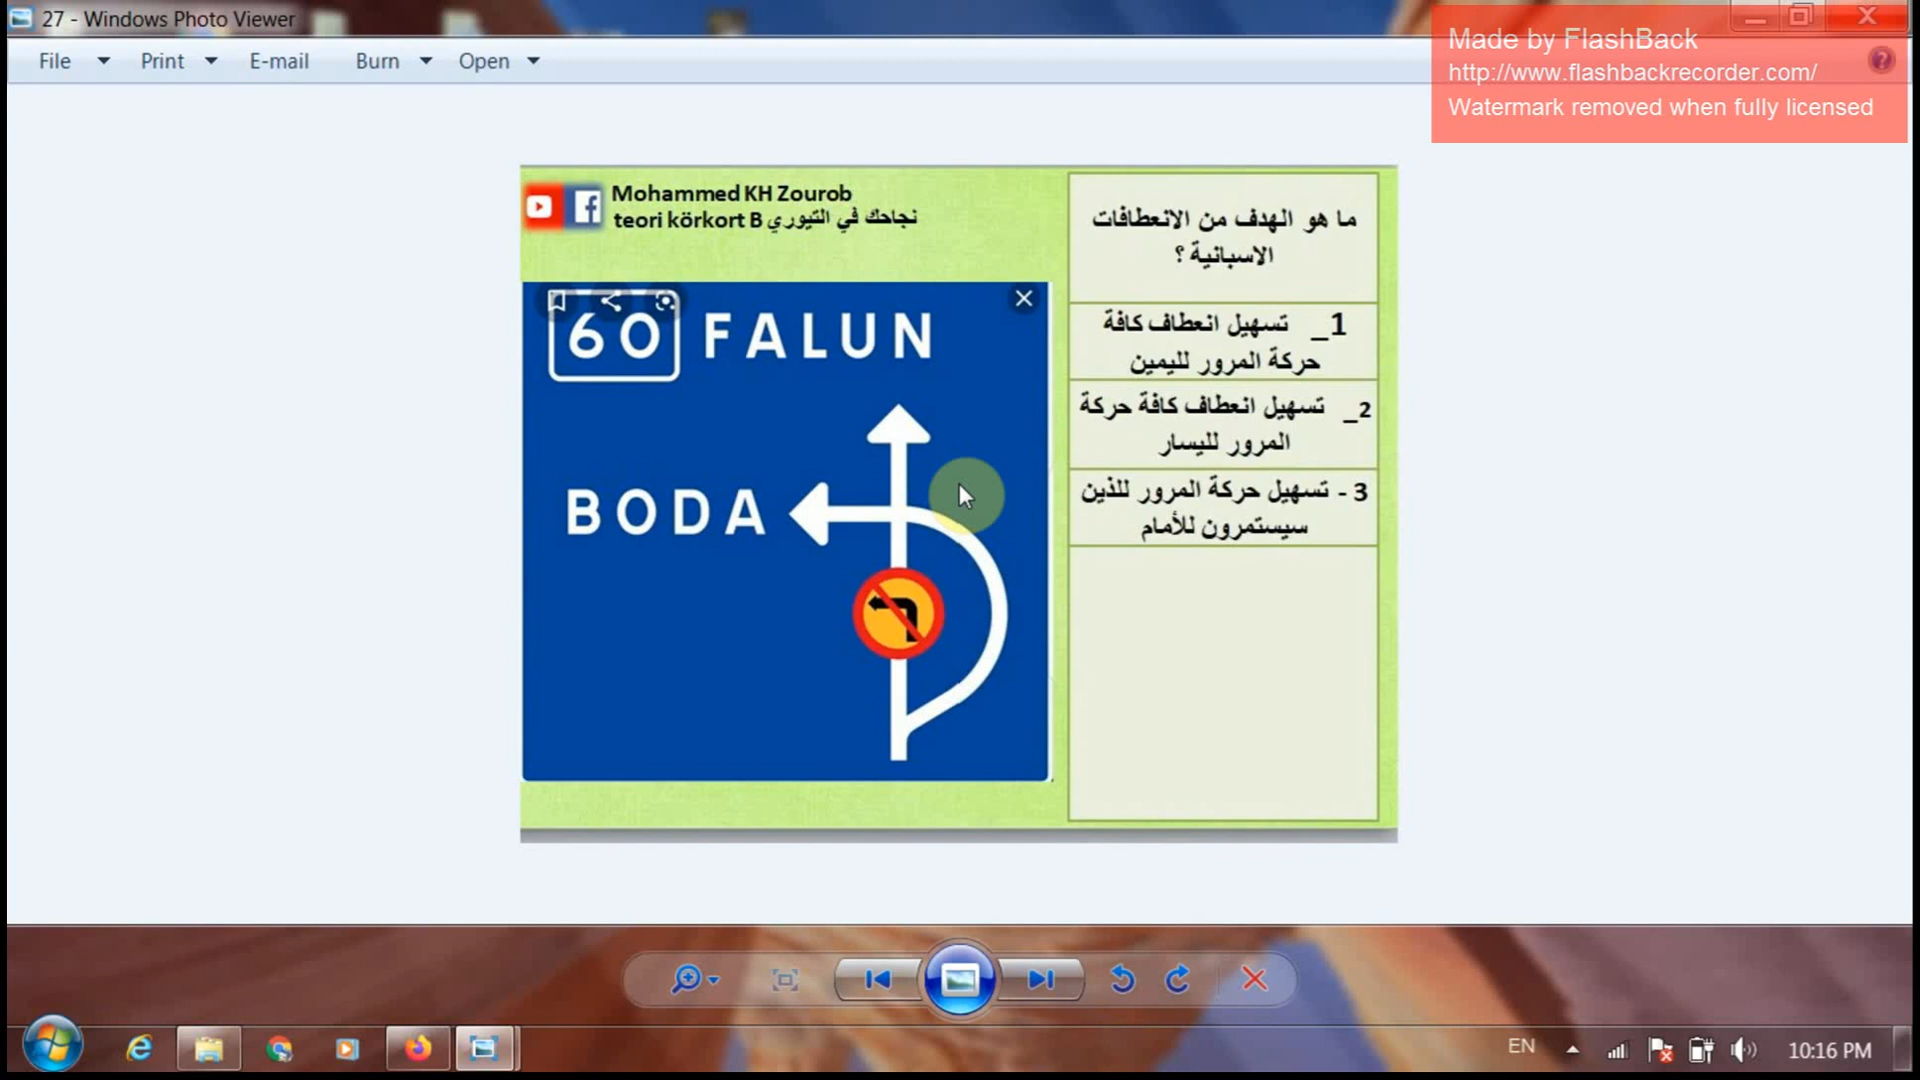 27 - Windows Photo Viewer
File Print E-mail Burn Open
Made by FlashBack
http://www.flashbackrecorder.com/
Watermark removed when fully licensed
Mohammed KH Zourob
teori körkort B نجاحك في التيوري
60 FALUN
BODA
ما هو الهدف من الانعطافات
الاسبانية ؟
1_ تسهيل انعطاف كافة
حركة المرور لليمين
2_ تسهيل انعطاف كافة حركة
المرور لليسار
3 - تسهيل حركة المرور للذين
سيستمرون للأمام
EN
10:16 PM